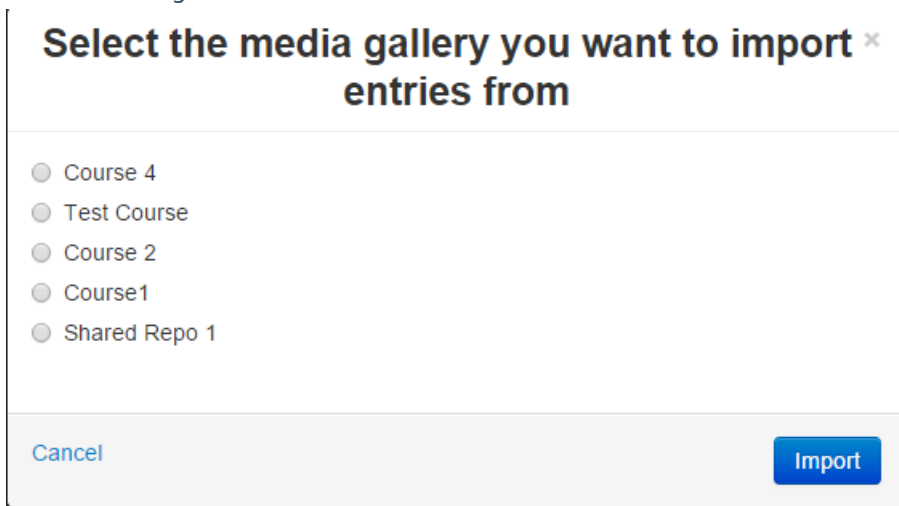 Select the media gallery you want to import ×
entries from
Course 4
Test Course
Course 2
Course1
Shared Repo 1
Cancel
Import